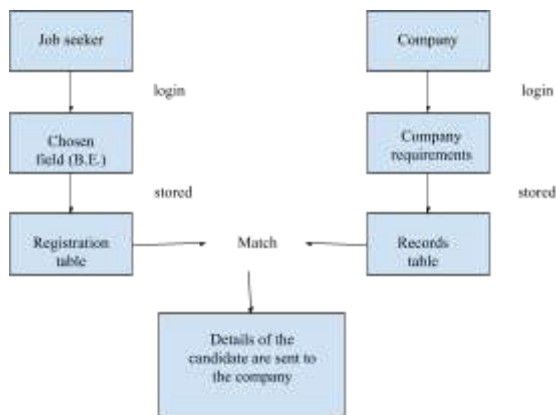 Job seeker
Company
login
login
Chosen
field (B.E.)
Company
requirements
stored
stored
Registration
table
Match
Records
table
Details of the
candidate are sent to
the company